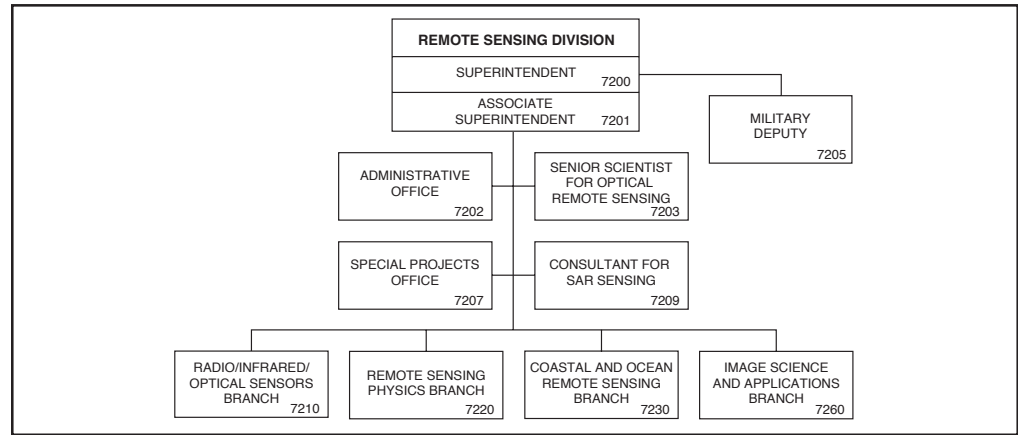 REMOTE SENSING DIVISION
SUPERINTENDENT
7200
ASSOCIATE
SUPERINTENDENT
7201
MILITARY
DEPUTY
7205
ADMINISTRATIVE
OFFICE
7202
SENIOR SCIENTIST
FOR OPTICAL
REMOTE SENSING
7203
SPECIAL PROJECTS
OFFICE
7207
CONSULTANT FOR
SAR SENSING
7209
RADIO/INFRARED/
OPTICAL SENSORS
BRANCH
7210
REMOTE SENSING
PHYSICS BRANCH
7220
COASTAL AND OCEAN
REMOTE SENSING
BRANCH
7230
IMAGE SCIENCE
AND APPLICATIONS
BRANCH
7260